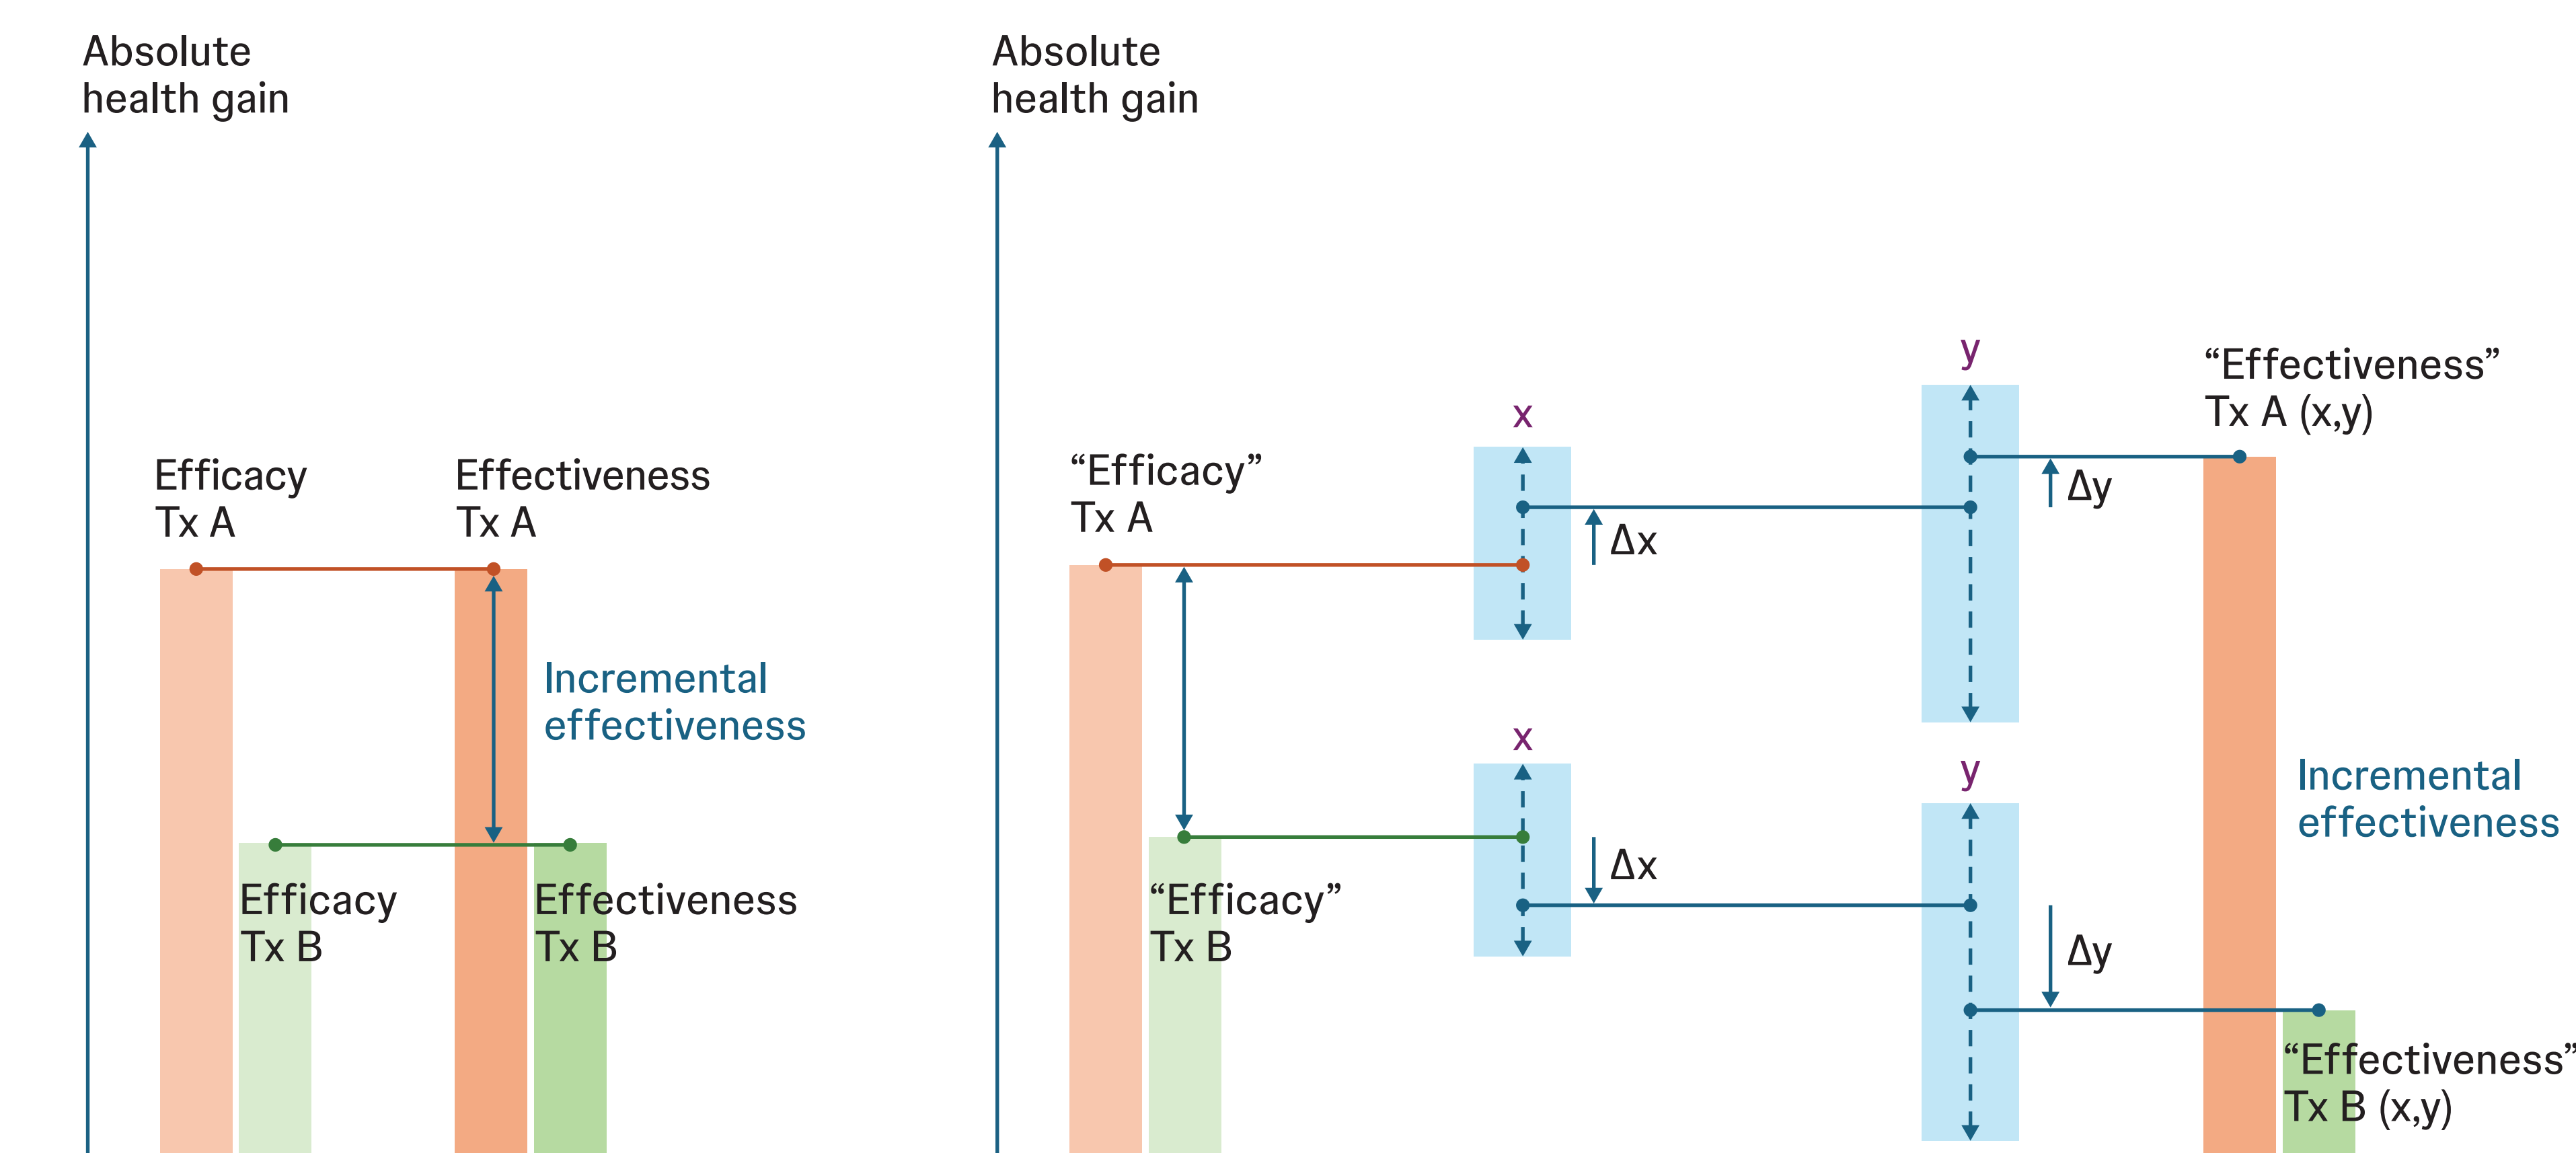 Absolute
health gain
Efficacy
Tx A
Effectiveness
Tx A
Incremental
effectiveness
Efficacy
Tx B
Effectiveness
Tx B
Absolute
health gain
“Efficacy”
Tx A
x
Δx
y
Δy
“Effectiveness”
Tx A (x,y)
“Efficacy”
Tx B
x
Δx
y
Δy
Incremental
effectiveness
“Effectiveness”
Tx B (x,y)